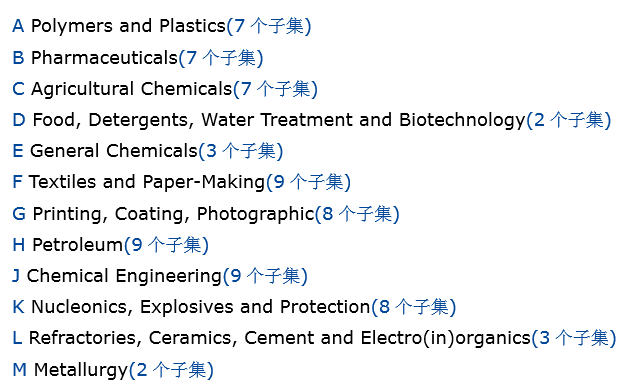 A Polymers and Plastics(7 个子集)
B Pharmaceuticals(7 个子集)
C Agricultural Chemicals(7 个子集)
D Food, Detergents, Water Treatment and Biotechnology(2 个子集)
E General Chemicals(3 个子集)
F Textiles and Paper-Making(9 个子集)
G Printing, Coating, Photographic(8 个子集)
H Petroleum(9 个子集)
J Chemical Engineering(9 个子集)
K Nucleonics, Explosives and Protection(8 个子集)
L Refractories, Ceramics, Cement and Electro(in)organics(3 个子集)
M Metallurgy(2 个子集)